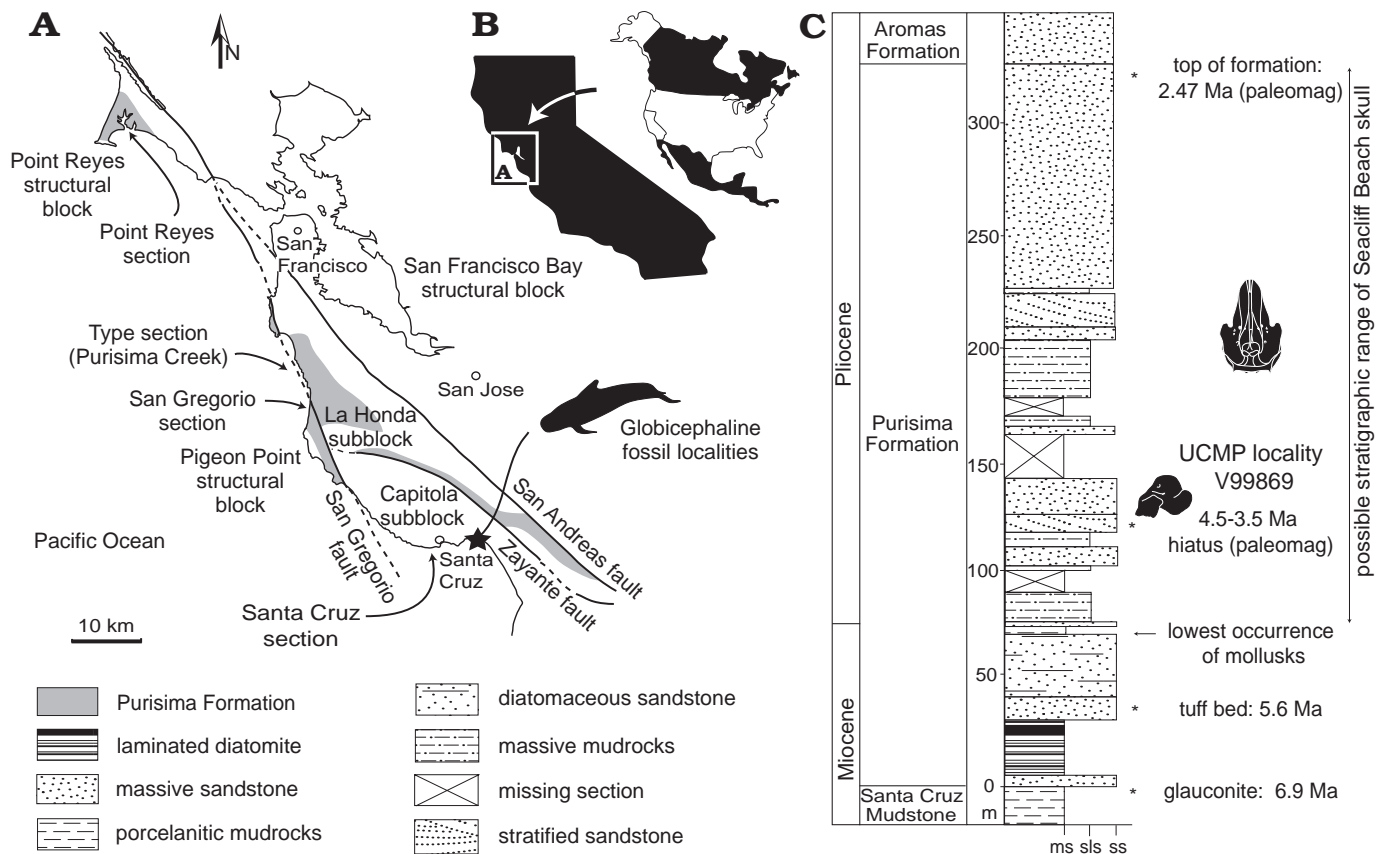 A
N
Point Reyes
structural
block
Point Reyes
section
San
Francisco
San Francisco Bay
structural block
Type section
(Purisima Creek)
San Jose
San Gregorio
section
La Honda
subblock
Globicephaline
fossil localities
Pigeon Point
structural
block
Capitola
subblock
San Andreas fault
San Gregorio
fault
Zayante fault
Pacific Ocean
Santa
Cruz
Santa Cruz
section
10 km
Purisima Formation
laminated diatomite
massive sandstone
porcelanitic mudrocks
diatomaceous sandstone
massive mudrocks
missing section
stratified sandstone
B
A
C
Aromas
Formation
Pliocene
Purisima
Formation
Miocene
Santa Cruz
Mudstone
300
250
200
150
100
50
0
m
ms sls ss
*
top of formation:
2.47 Ma (paleomag)
possible stratigraphic range of Seacliff Beach skull
UCMP locality
V99869
*
4.5-3.5 Ma
hiatus (paleomag)
lowest occurrence
of mollusks
*
tuff bed: 5.6 Ma
*
glauconite: 6.9 Ma